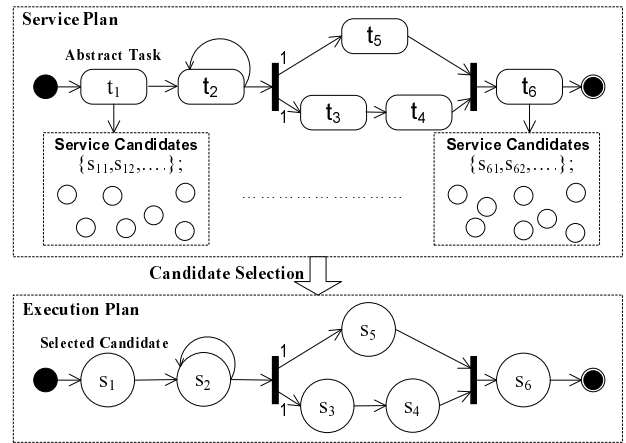 Service Plan
Abstract Task
t1
t2
1
t5
1
t3
t4
t6
Service Candidates
{s11,s12,....};
Service Candidates
{s61,s62,....};
Candidate Selection
Execution Plan
Selected Candidate
s1
s2
1
s5
1
s3
s4
s6